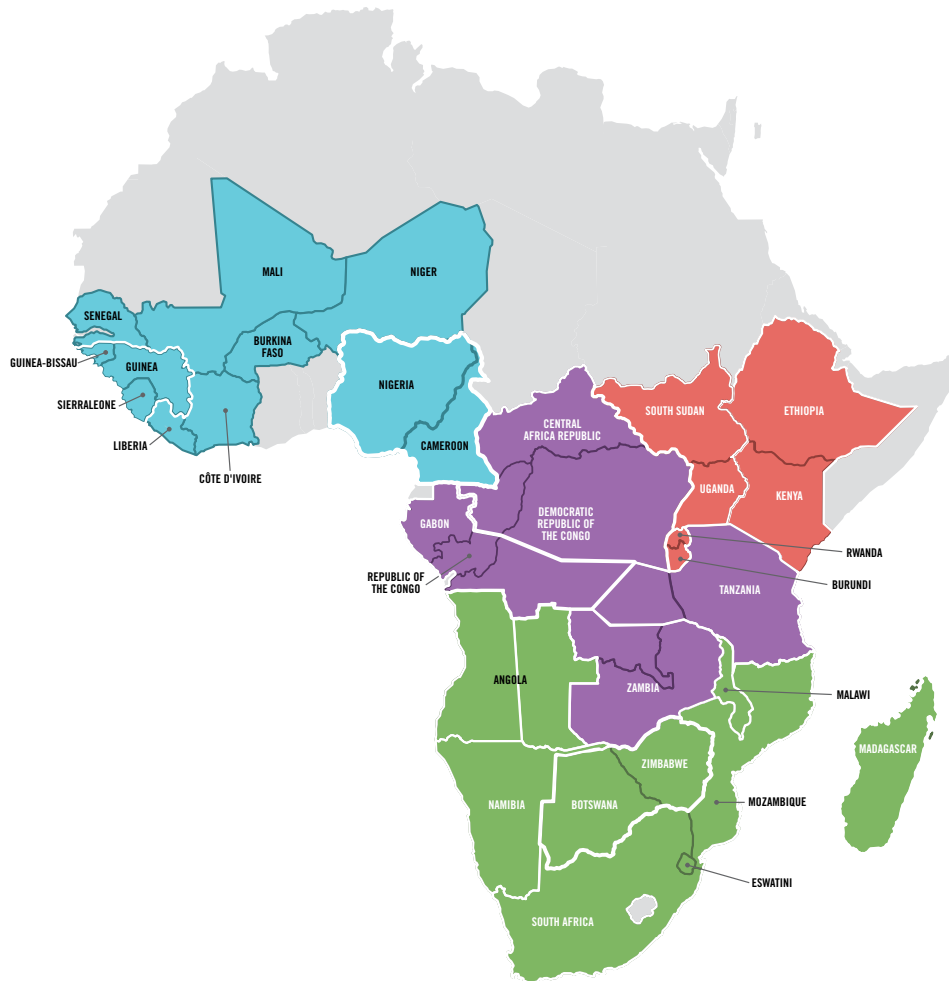 MALI
NIGER
SENEGAL
BURKINA
FASO
GUINEA-BISSAU
GUINEA
NIGERIA
SIERRALEONE
LIBERIA
CÔTE D'IVOIRE
CAMEROON
CENTRAL
AFRICA REPUBLIC
SOUTH SUDAN
ETHIOPIA
UGANDA
KENYA
GABON
DEMOCRATIC
REPUBLIC OF
THE CONGO
RWANDA
REPUBLIC OF
THE CONGO
BURUNDI
TANZANIA
ANGOLA
ZAMBIA
MALAWI
MADAGASCAR
ZIMBABWE
NAMIBIA
BOTSWANA
MOZAMBIQUE
ESWATINI
SOUTH AFRICA